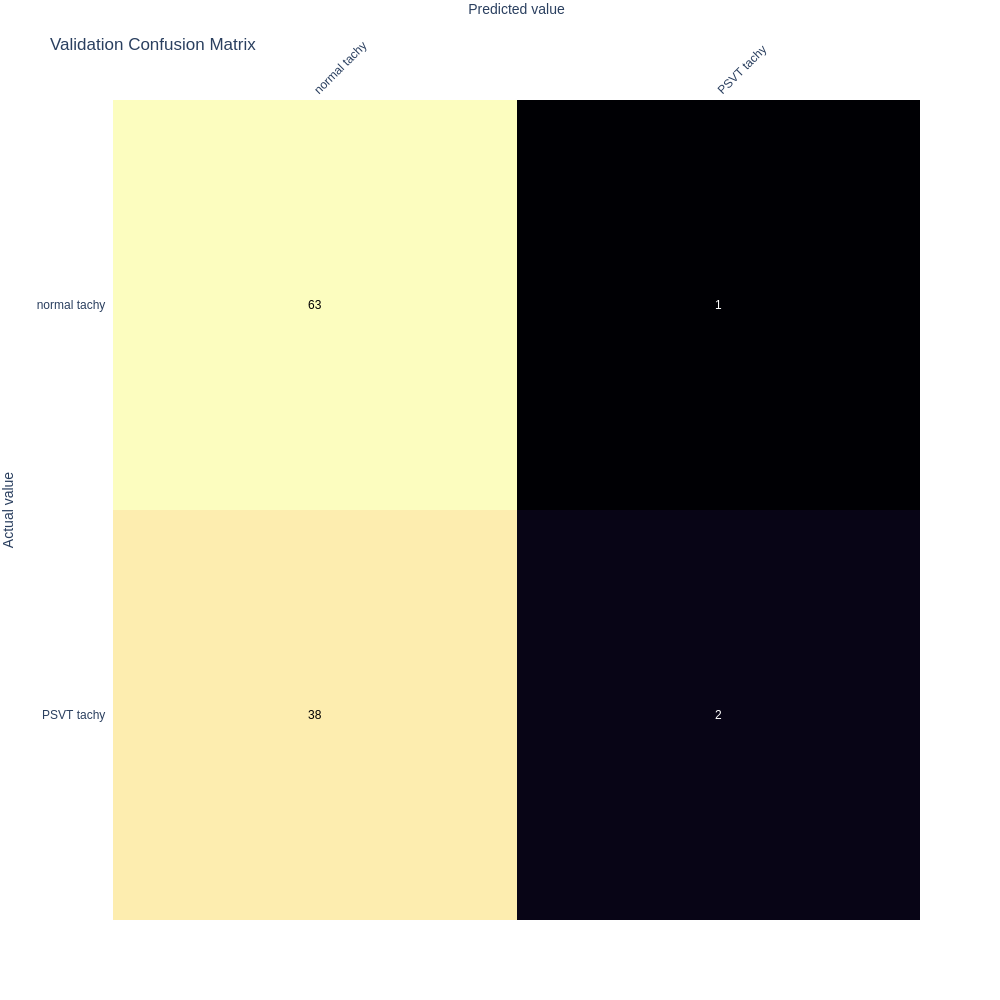 Predicted value
Validation Confusion Matrix
normal tachy
PSVT tachy
normal tachy
63
1
Actual value
PSVT tachy
38
2